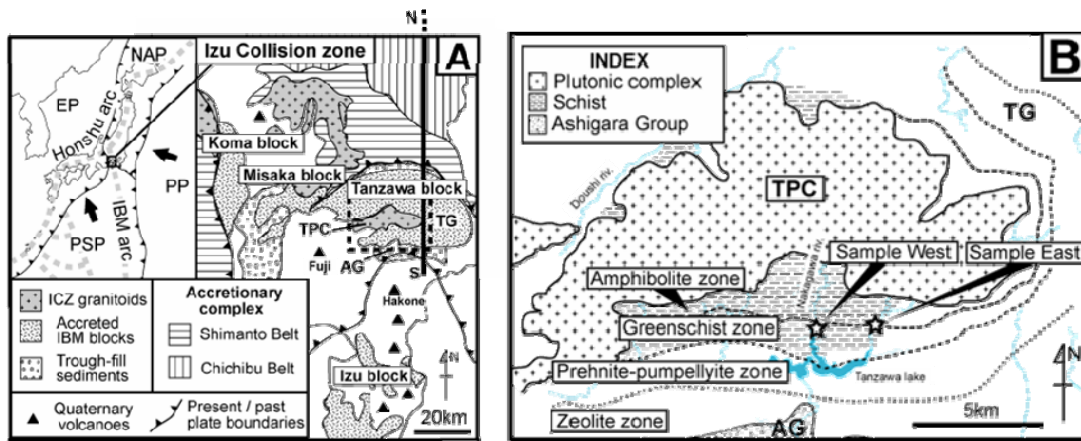 N
Izu Collision zone
A
NAP
EP
Honshu arc
PP
IBM arc
PSP
Koma block
Misaka block
Tanzawa block
TPC
TG
Fuji
AG
S
Hakone
Izu block
N
20km
ICZ granitoids
Accreted
IBM blocks
Trough-fill
sediments
Accretionary
complex
Shimanto Belt
Chichibu Belt
Quaternary
volcanoes
Present / past
plate boundaries
B
INDEX
Plutonic complex
Schist
Ashigara Group
TG
Doushi riv.
TPC
riv.
Sample West
Sample East
Amphibolite zone
Greenschist zone
Prehnite-pumpellyite zone
Tanzawa lake
Zeolite zone
AG
N
5km